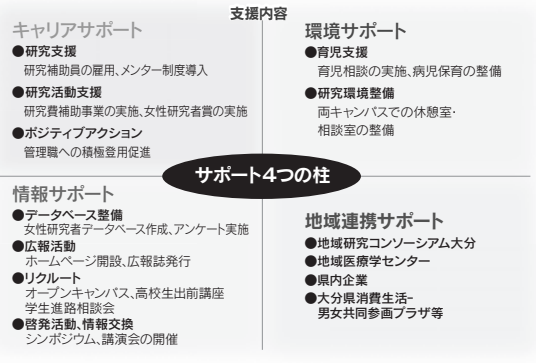 支援内容
キャリアサポート
●研究支援
研究補助員の雇用、メンター制度導入
●研究活動支援
研究費補助事業の実施、女性研究者賞の実施
●ポジティブアクション
管理職への積極登用促進
環境サポート
●育児支援
育児相談の実施、病児保育の整備
●研究環境整備
両キャンパスでの休憩室・
相談室の整備
サポート4つの柱
情報サポート
●データベース整備
女性研究者データベース作成、アンケート実施
●広報活動
ホームページ開設、広報誌発行
●リクルート
オープンキャンパス、高校生出前講座
学生進路相談会
●啓発活動、情報交換
シンポジウム、講演会の開催
地域連携サポート
●地域研究コンソーシアム大分
●地域医療学センター
●県内企業
●大分県消費生活-
男女共同参画プラザ等